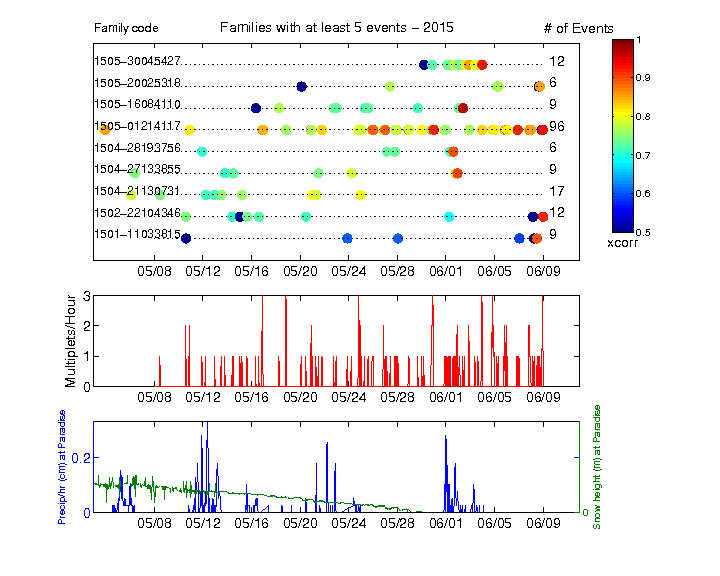 Family code Families with at least 5 events – 2015 # of Events
1505–30045427 12
1505–20025318 6
1505–16084110 9
1505–01214117 96
1504–28193756 6
1504–27133855 9
1504–21130731 17
1502–22104346 12
1501–11033815 9
05/08 05/12 05/16 05/20 05/24 05/28 06/01 06/05 06/09
1
0.9
0.8
0.7
0.6
0.5
xcorr
Multiplets/Hour
3
2
1
0
05/08 05/12 05/16 05/20 05/24 05/28 06/01 06/05 06/09
Precip/hr (cm) at Paradise
0.2
0
0
Snow height (m) at Paradise
05/08 05/12 05/16 05/20 05/24 05/28 06/01 06/05 06/09